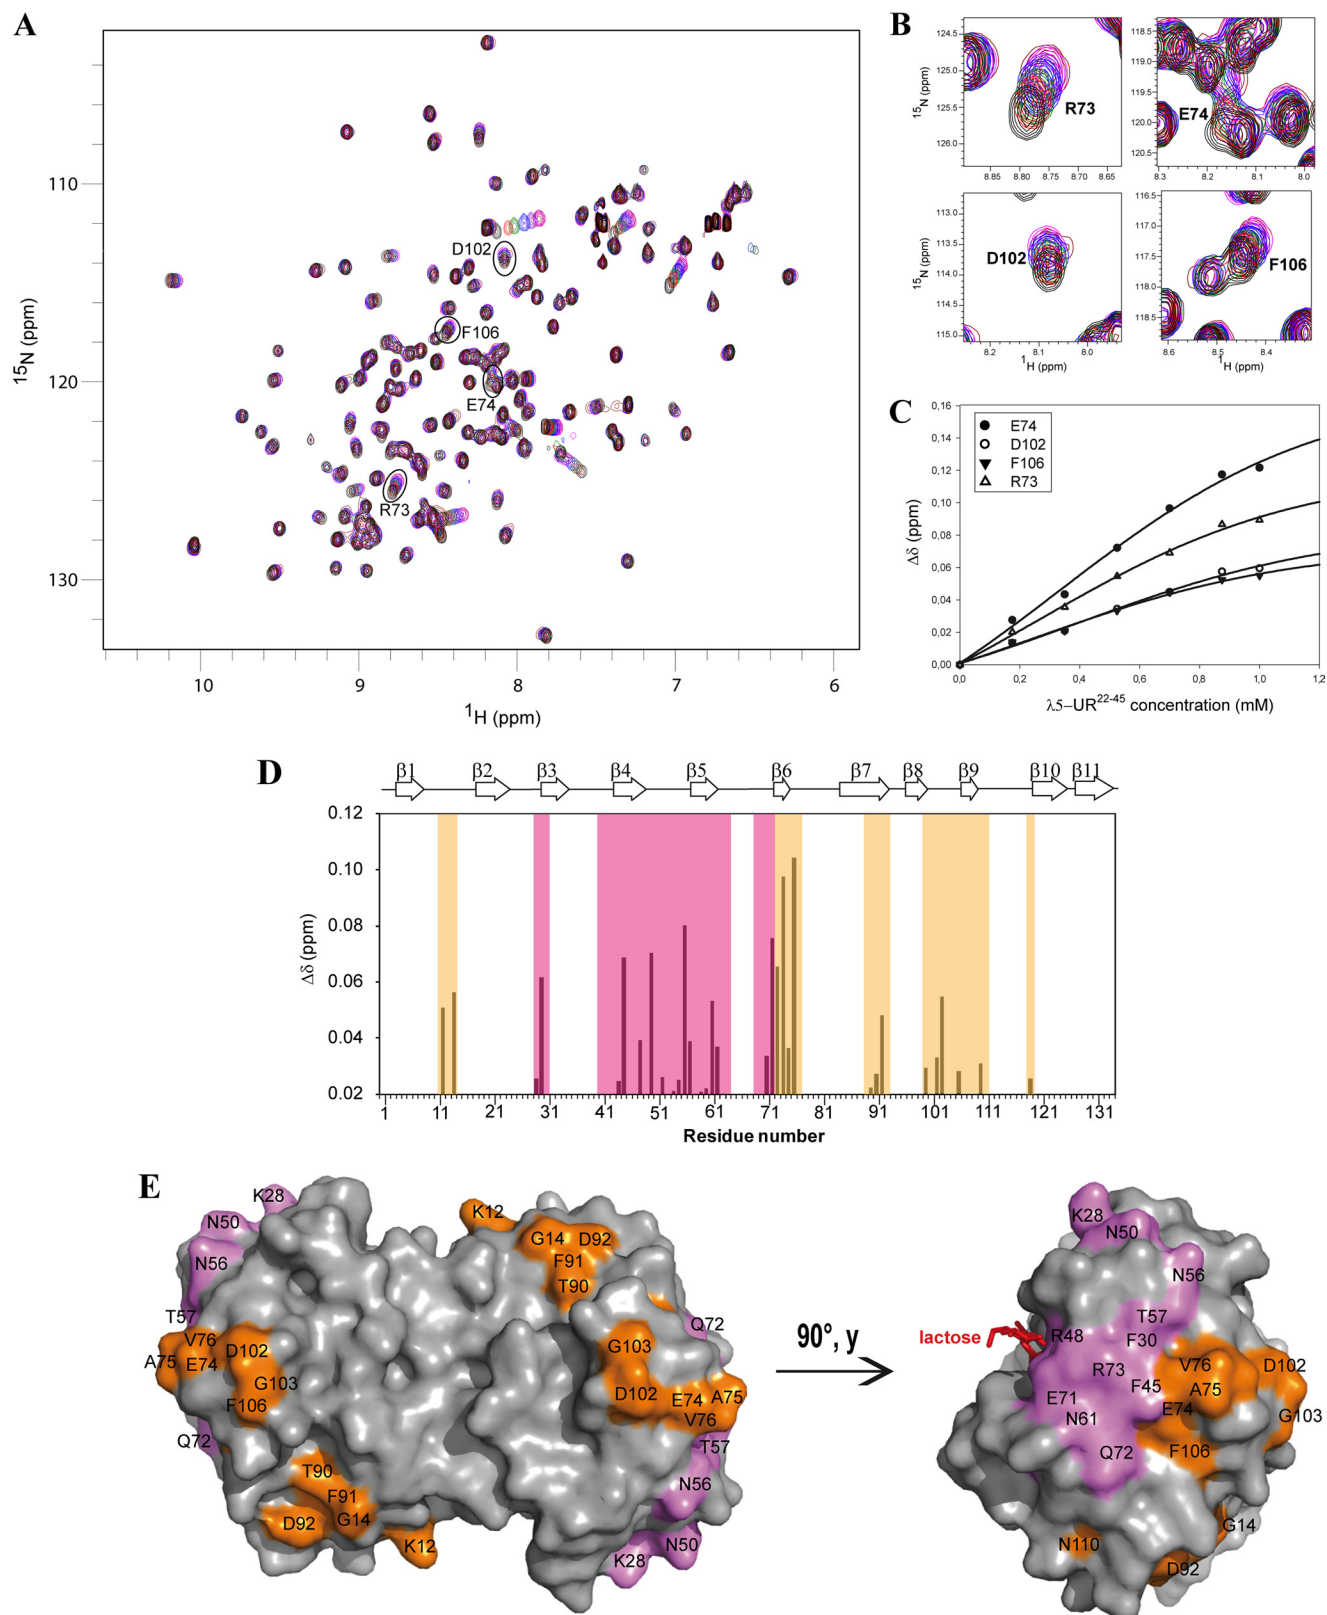 A
15N (ppm)
110
120
130
10
9
8
7
6
1H (ppm)
D102
F106
E74
R73
B
15N (ppm)
124.5
125.0
125.5
126.0
R73
8.85
8.80
8.75
8.70
8.65
118.5
119.0
119.5
120.0
120.5
E74
8.3
8.2
8.1
8.0
15N (ppm)
113.0
113.5
114.0
114.5
115.0
D102
8.2
8.1
8.0
1H (ppm)
116.5
117.0
117.5
118.0
118.5
F106
8.6
8.5
8.4
1H (ppm)
C
0,16
0,14
0,12
0,10
0,08
0,06
0,04
0,02
0,00
Δδ (ppm)
E74
D102
F106
R73
0,0
0,2
0,4
0,6
0,8
1,0
1,2
λ5–UR22-45 concentration (mM)
D
β1
β2
β3
β4
β5
β6
β7
β8
β9
β10
β11
0.12
0.10
0.08
0.06
0.04
0.02
Δδ (ppm)
1
11
21
31
41
51
61
71
81
91
101
111
121
131
Residue number
E
K28
N50
N56
T57
V76
A75
E74
D102
G103
F106
Q72
T90
F91
D92
G14
K12
K12
G14
D92
F91
T90
Q72
G103
D102
E74
A75
V76
T57
N56
N50
K28
90°, y
lactose
K28
N50
N56
T57
R48
F30
R73
V76
D102
E71
F45
A75
N61
E74
G103
Q72
F106
G14
N110
D92